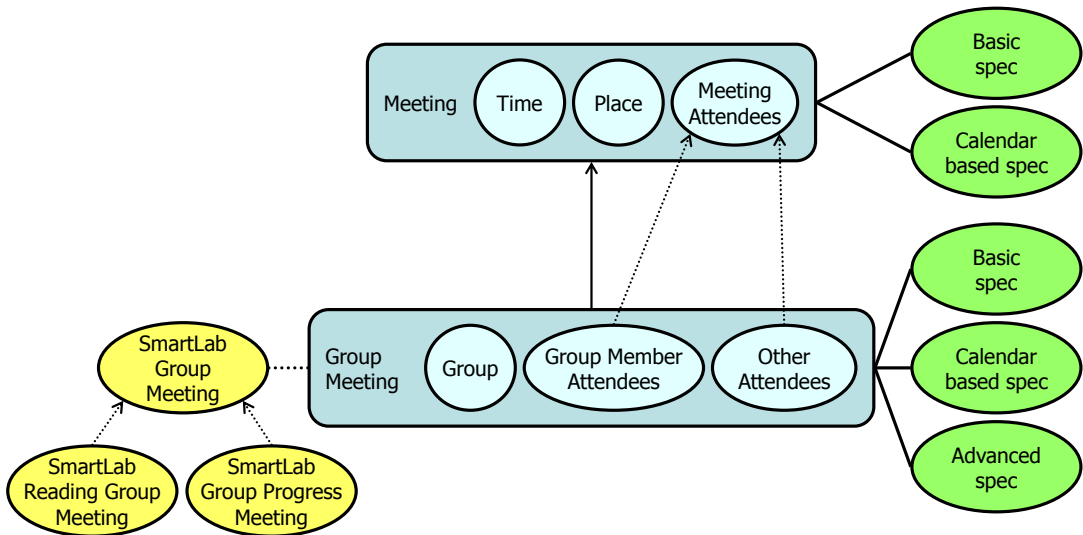 Basic
spec
Meeting
Time
Place
Meeting
Attendees
Calendar
based spec
Basic
spec
SmartLab
Group
Meeting
Group
Meeting
Group
Group Member
Attendees
Other
Attendees
Calendar
based spec
SmartLab
Reading Group
Meeting
SmartLab
Group Progress
Meeting
Advanced
spec